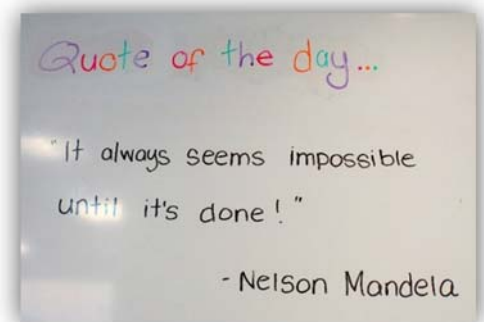 Quote of the day...
"It always seems impossible
until it's done!"
- Nelson Mandela